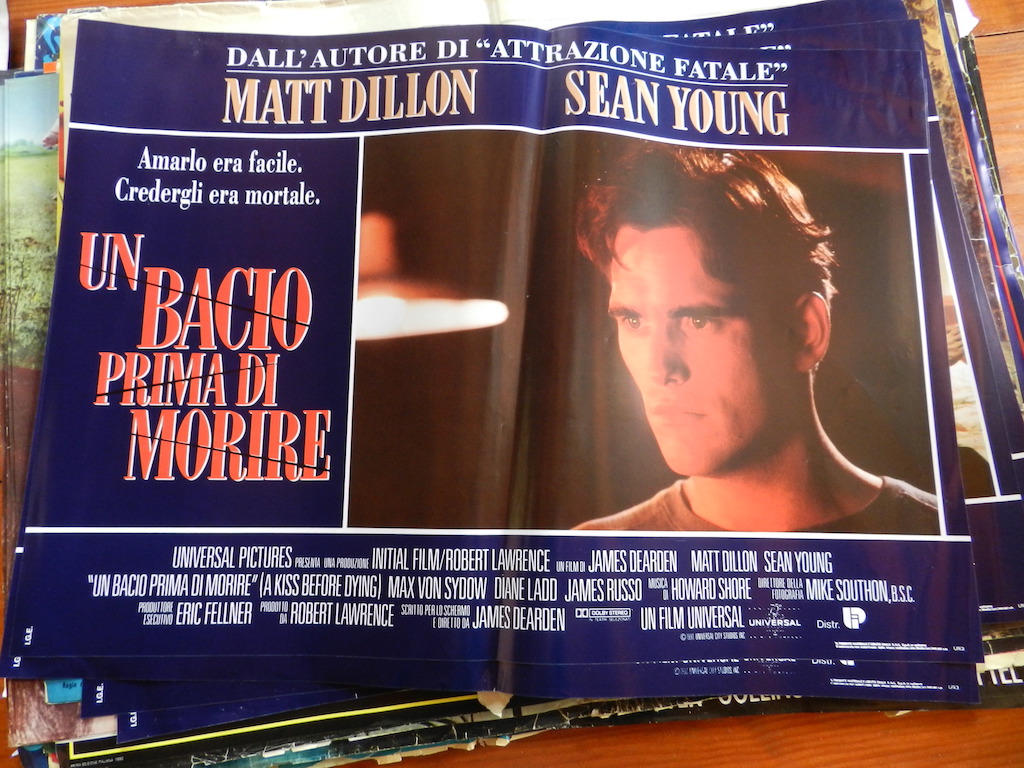 DALL'AUTORE DI "ATTRAZIONE FATALE"
MATT DILLON SEAN YOUNG
Amarlo era facile.
Credergli era mortale.
UN
BACIO
PRIMA DI
MORIRE
UNIVERSAL PICTURES PRESENTA UNA PRODUZIONE INITIAL FILM/ROBERT LAWRENCE UN FILM DI JAMES DEARDEN MATT DILLON SEAN YOUNG
"UN BACIO PRIMA DI MORIRE" (A KISS BEFORE DYING) MAX VON SYDOW DIANE LADD JAMES RUSSO MUSICA DI HOWARD SHORE DIRETTORE DELLA FOTOGRAFIA MIKE SOUTHON, B.S.C.
PRODUTTORE ESECUTIVO ERIC FELLNER PRODOTTO DA ROBERT LAWRENCE SCRITTO PER LO SCHERMO E DIRETTO DA JAMES DEARDEN DOLBY STEREO UN FILM UNIVERSAL UNIVERSAL Distr.
I.G.E.
FATALE"
I.G.E.
I.G.E.